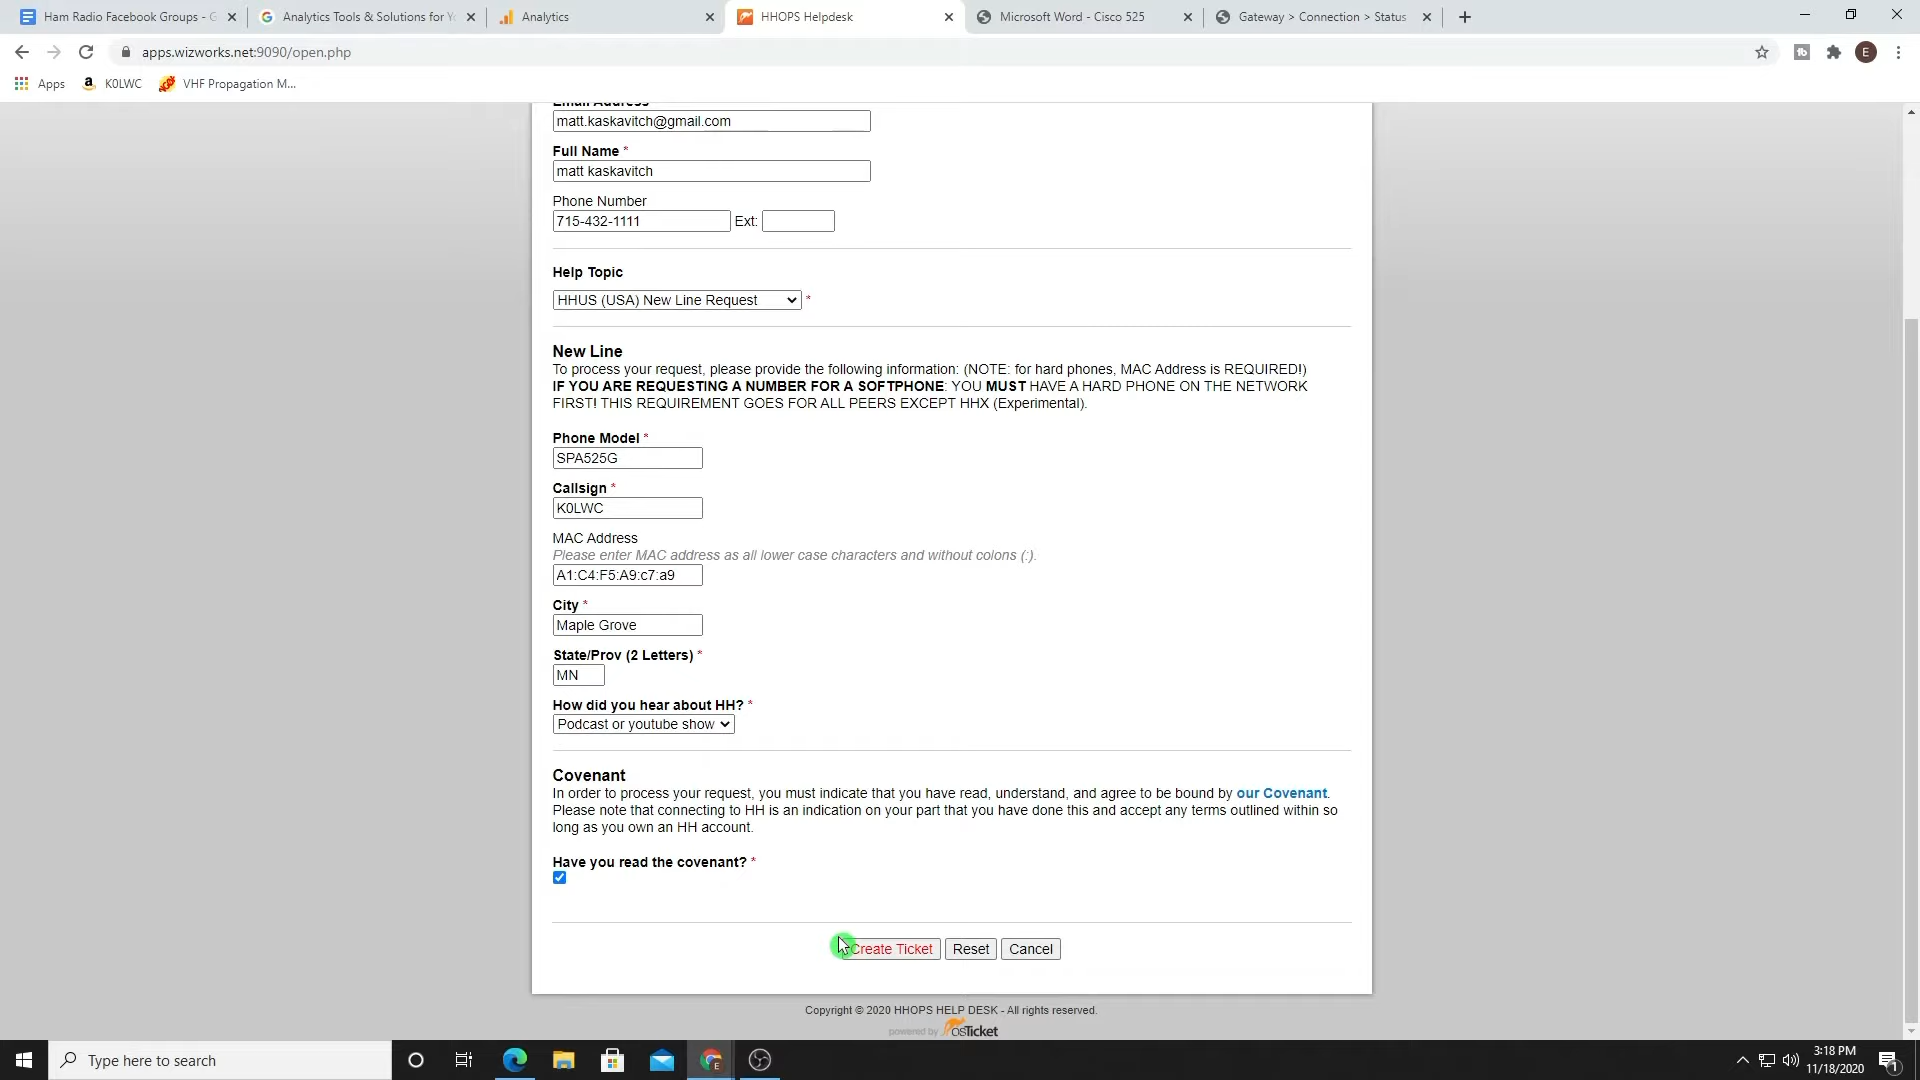 Ham Radio Facebook Groups - G
Analytics Tools & Solutions for Yo
Analytics
HHOPS Helpdesk
Microsoft Word - Cisco 525
Gateway > Connection > Status
apps.wizworks.net:9090/open.php
E
Apps
K0LWC
VHF Propagation M...
Email Address
matt.kaskavitch@gmail.com
Full Name *
matt kaskavitch
Phone Number
715-432-1111 Ext:
Help Topic
HHUS (USA) New Line Request *
New Line
To process your request, please provide the following information: (NOTE: for hard phones, MAC Address is REQUIRED!)
IF YOU ARE REQUESTING A NUMBER FOR A SOFTPHONE: YOU MUST HAVE A HARD PHONE ON THE NETWORK
FIRST! THIS REQUIREMENT GOES FOR ALL PEERS EXCEPT HHX (Experimental).
Phone Model *
SPA525G
Callsign *
K0LWC
MAC Address
Please enter MAC address as all lower case characters and without colons (:).
A1:C4:F5:A9:c7:a9
City *
Maple Grove
State/Prov (2 Letters) *
MN
How did you hear about HH? *
Podcast or youtube show
Covenant
In order to process your request, you must indicate that you have read, understand, and agree to be bound by our Covenant.
Please note that connecting to HH is an indication on your part that you have done this and accept any terms outlined within so
long as you own an HH account.
Have you read the covenant? *
Create Ticket Reset Cancel
Copyright © 2020 HHOPS HELP DESK - All rights reserved.
powered by osTicket
Type here to search
3:18 PM
11/18/2020
1